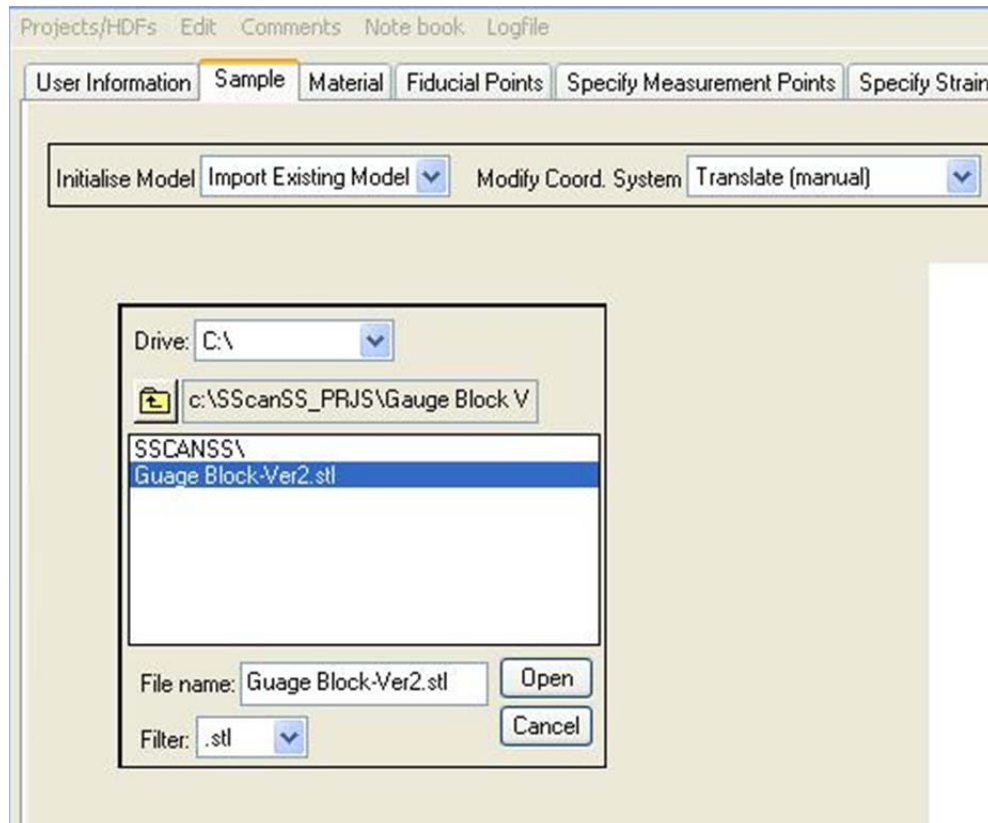 Projects/HDFs Edit Comments Note book Logfile
User Information Sample Material Fiducial Points Specify Measurement Points Specify Strain
Initialise Model Import Existing Model Modify Coord. System Translate (manual)
Drive: C:\
c:\SScanSS_PRJS\Gauge Block V
SSCANSS\
Guage Block-Ver2.stl
File name: Guage Block-Ver2.stl Open
Cancel
Filter: .stl